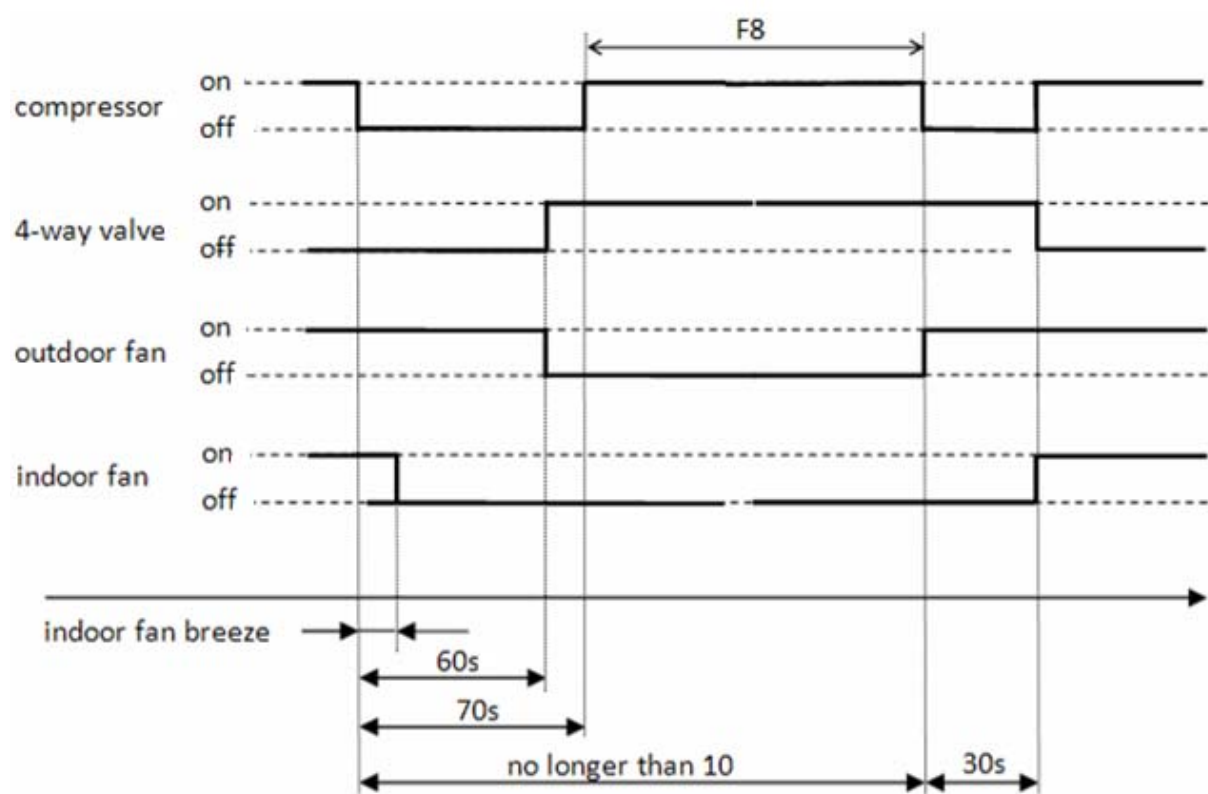 F8
on
compressor
off
on
4-way valve
off
on
outdoor fan
off
on
indoor fan
off
indoor fan breeze
60s
70s
no longer than 10
30s